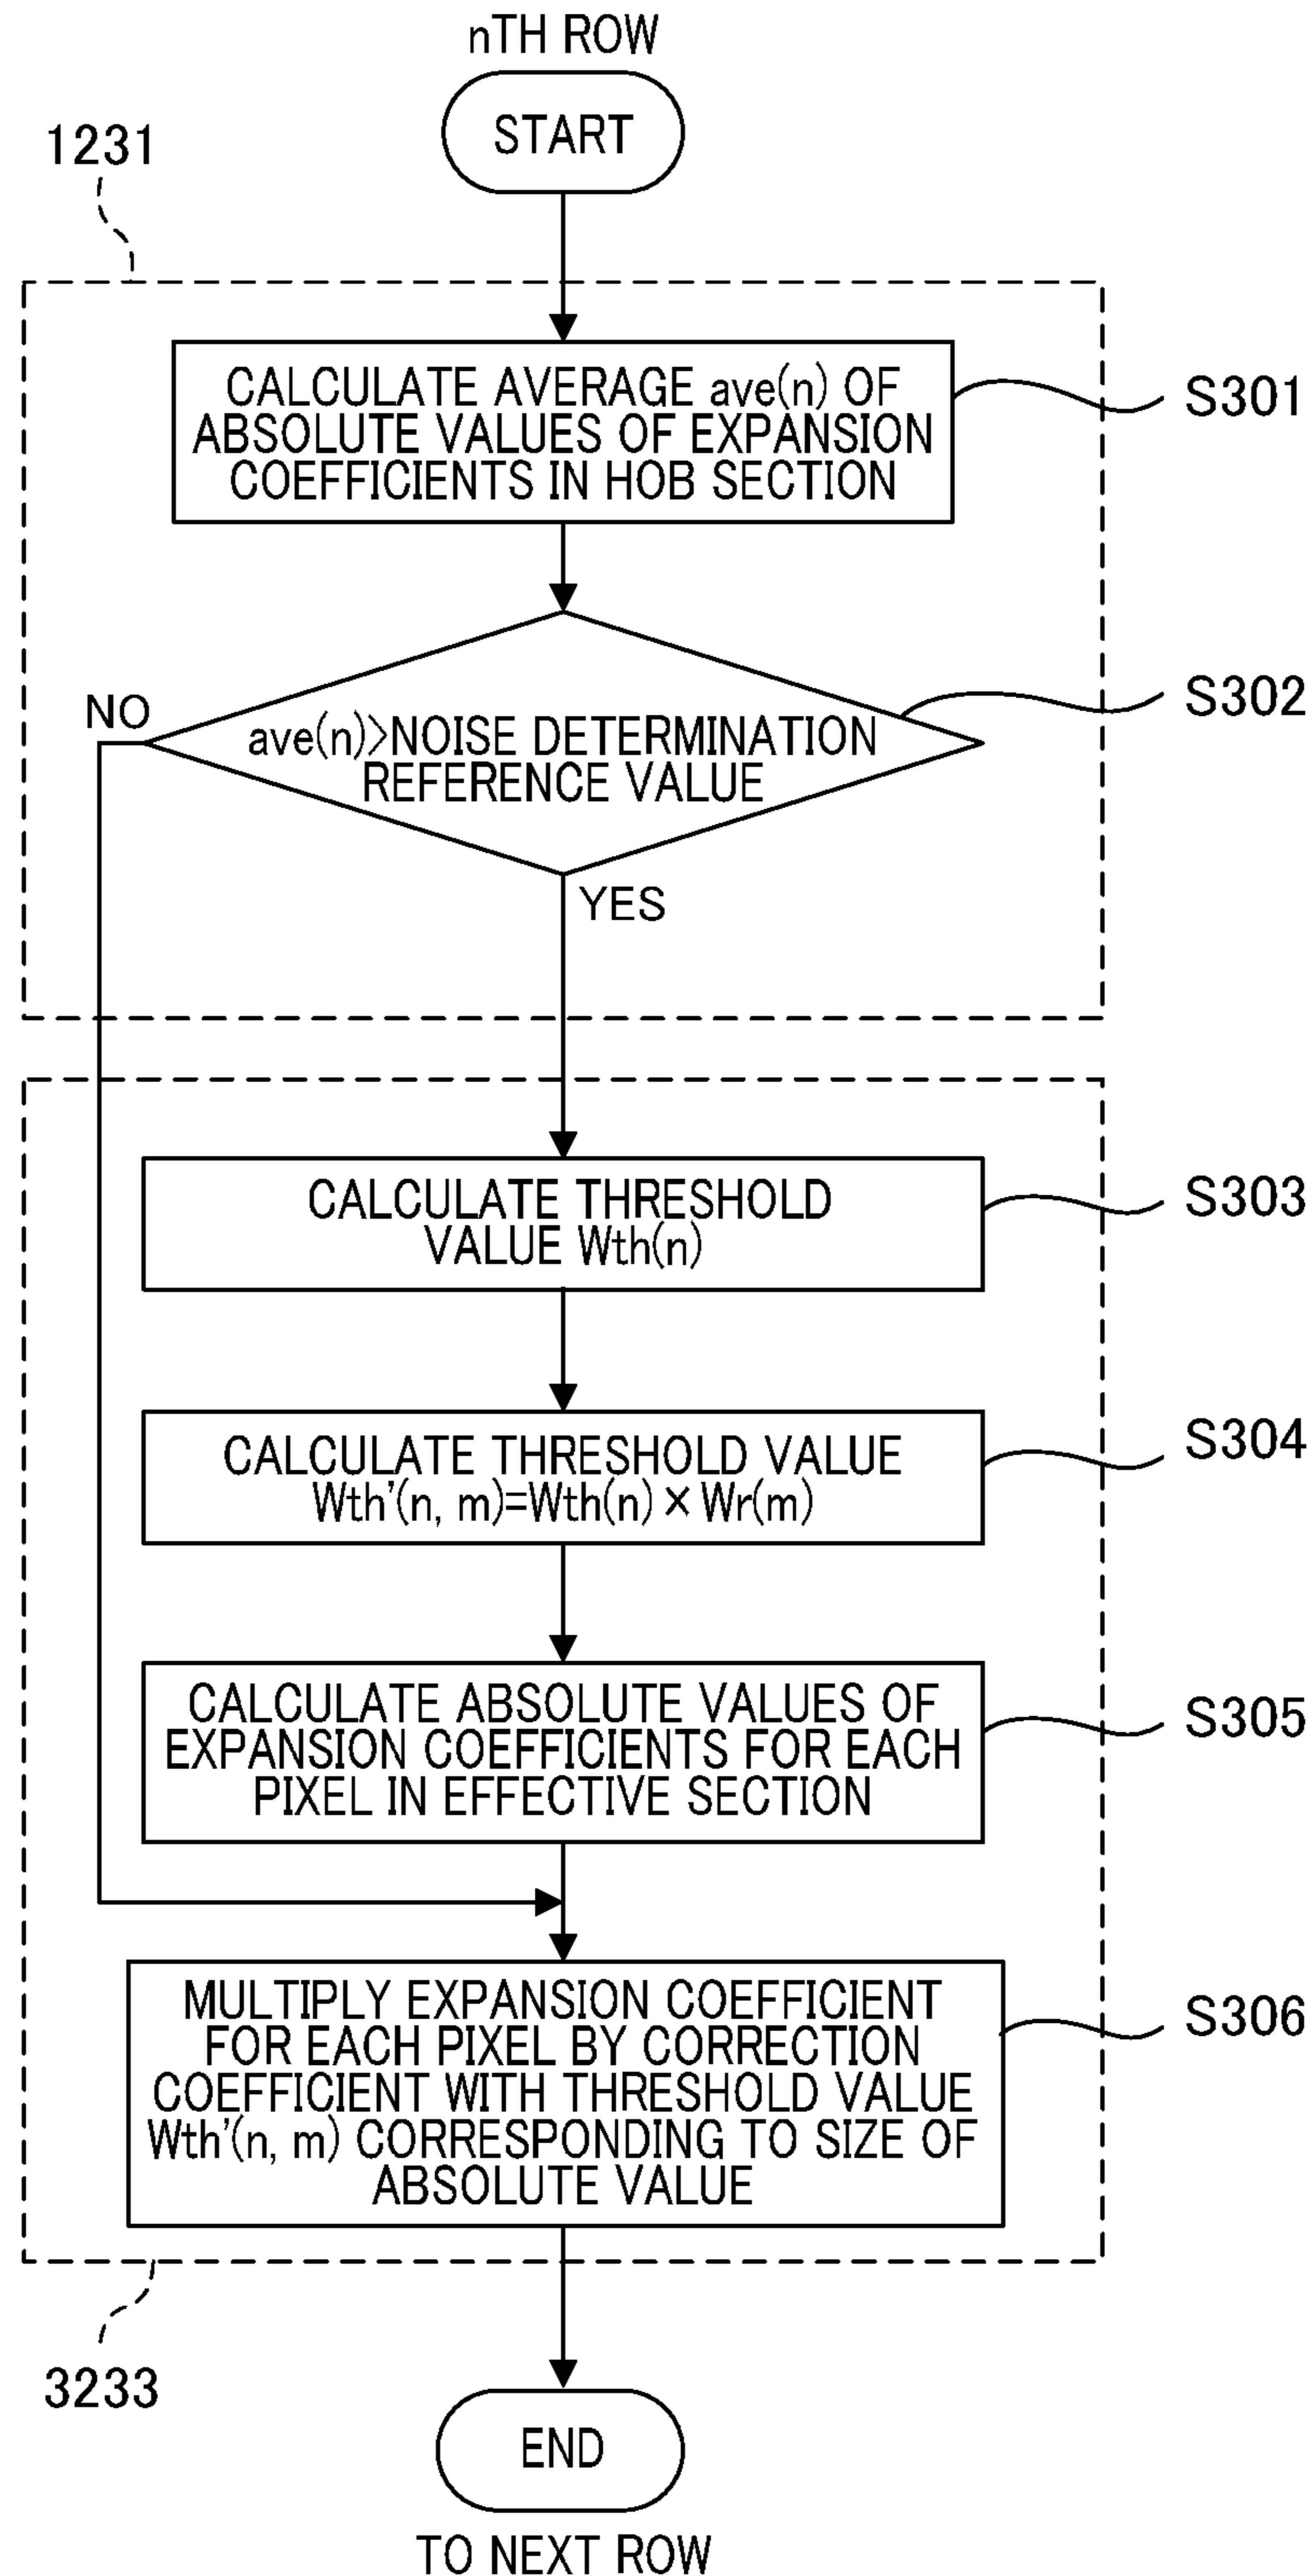 nTH ROW
START
1231
CALCULATE AVERAGE ave(n) OF
ABSOLUTE VALUES OF EXPANSION
COEFFICIENTS IN HOB SECTION
S301
NO
ave(n)>NOISE DETERMINATION
REFERENCE VALUE
S302
YES
CALCULATE THRESHOLD
VALUE Wth(n)
S303
CALCULATE THRESHOLD VALUE
Wth'(n, m)=Wth(n)×Wr(m)
S304
CALCULATE ABSOLUTE VALUES OF
EXPANSION COEFFICIENTS FOR EACH
PIXEL IN EFFECTIVE SECTION
S305
MULTIPLY EXPANSION COEFFICIENT
FOR EACH PIXEL BY CORRECTION
COEFFICIENT WITH THRESHOLD VALUE
Wth'(n, m) CORRESPONDING TO SIZE OF
ABSOLUTE VALUE
S306
3233
END
TO NEXT ROW